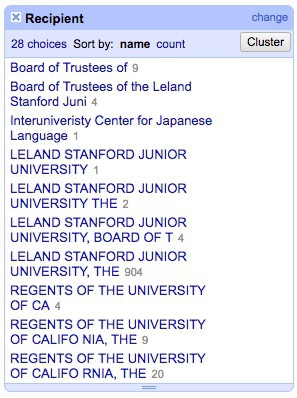 Recipient change
28 choices Sort by: name count Cluster
Board of Trustees of 9
Board of Trustees of the Leland
Stanford Juni 4
Interuniveristy Center for Japanese
Language 1
LELAND STANFORD JUNIOR
UNIVERSITY 1
LELAND STANFORD JUNIOR
UNIVERSITY THE 2
LELAND STANFORD JUNIOR
UNIVERSITY, BOARD OF T 4
LELAND STANFORD JUNIOR
UNIVERSITY, THE 904
REGENTS OF THE UNIVERSITY
OF CA 4
REGENTS OF THE UNIVERSITY
OF CALIFO NIA, THE 9
REGENTS OF THE UNIVERSITY
OF CALIFO RNIA, THE 20